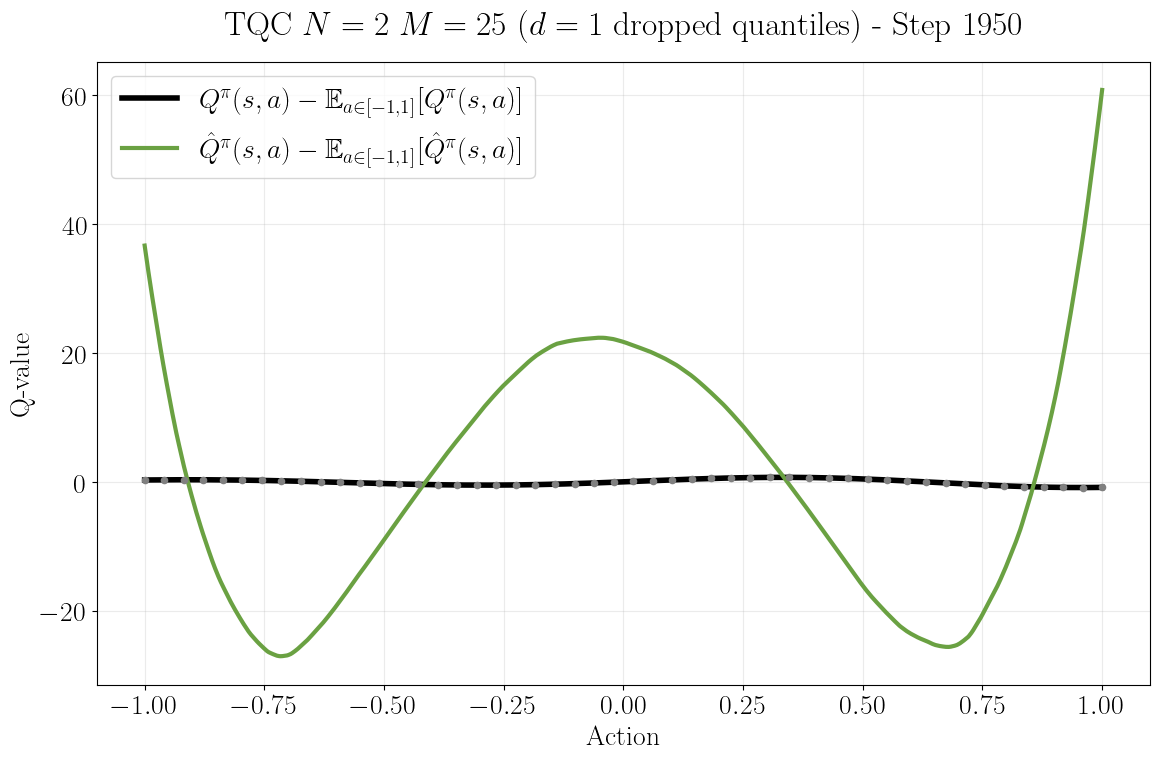 TQC N = 2 M = 25 (d = 1 dropped quantiles) - Step 1950
Q^π(s, a) − 𝔼_{a∈[−1,1]}[Q^π(s, a)]
Q̂^π(s, a) − 𝔼_{a∈[−1,1]}[Q̂^π(s, a)]
60
40
20
0
−20
Q-value
−1.00 −0.75 −0.50 −0.25 0.00 0.25 0.50 0.75 1.00
Action